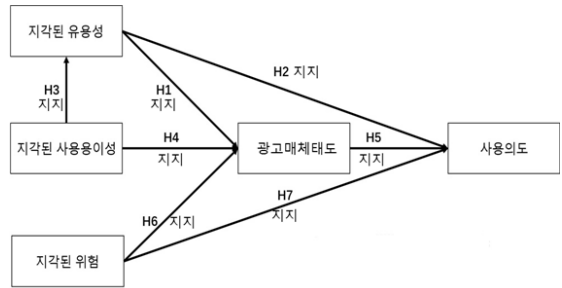 지각된 유용성
H2 지지
H3
지지
H1
지지
지각된 사용용이성
H4
지지
광고매체태도
H5
지지
사용의도
H6 지지
H7
지지
지각된 위험